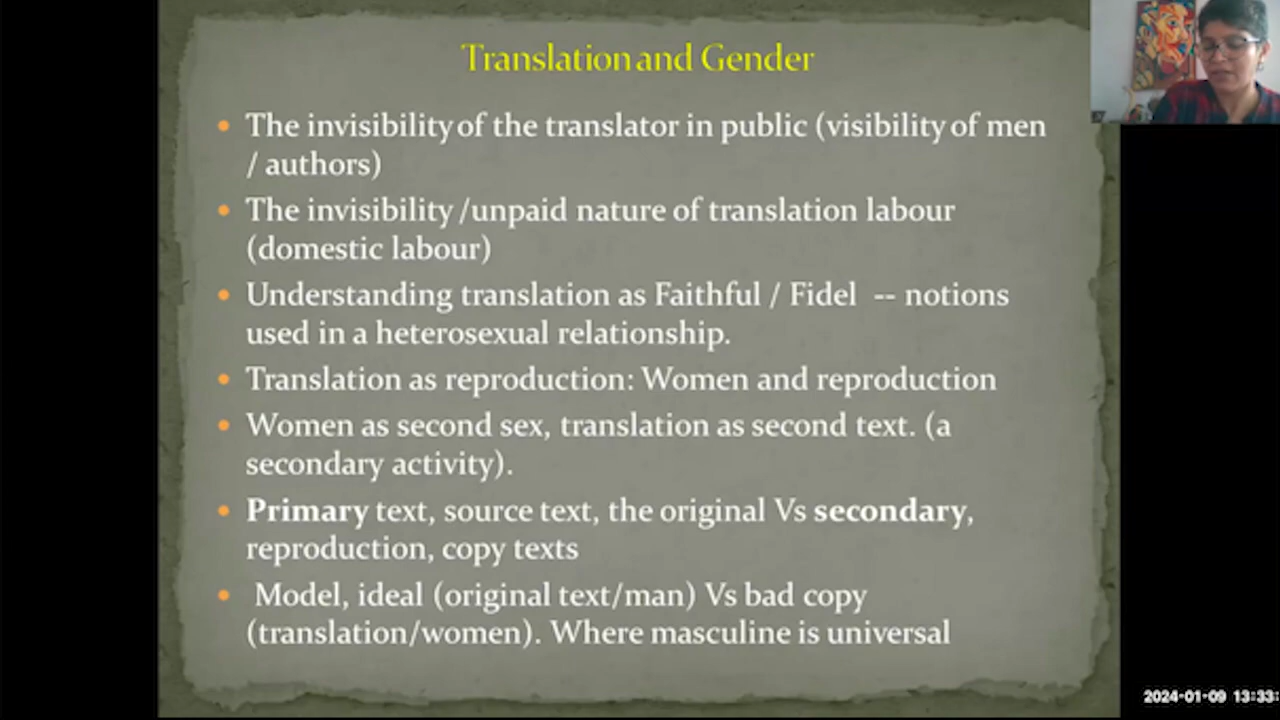 Translation and Gender
• The invisibility of the translator in public (visibility of men
/ authors)
• The invisibility /unpaid nature of translation labour
(domestic labour)
• Understanding translation as Faithful / Fidel -- notions
used in a heterosexual relationship.
• Translation as reproduction: Women and reproduction
• Women as second sex, translation as second text. (a
secondary activity).
• Primary text, source text, the original Vs secondary,
reproduction, copy texts
• Model, ideal (original text/man) Vs bad copy
(translation/women). Where masculine is universal
2024-01-09 13:33: